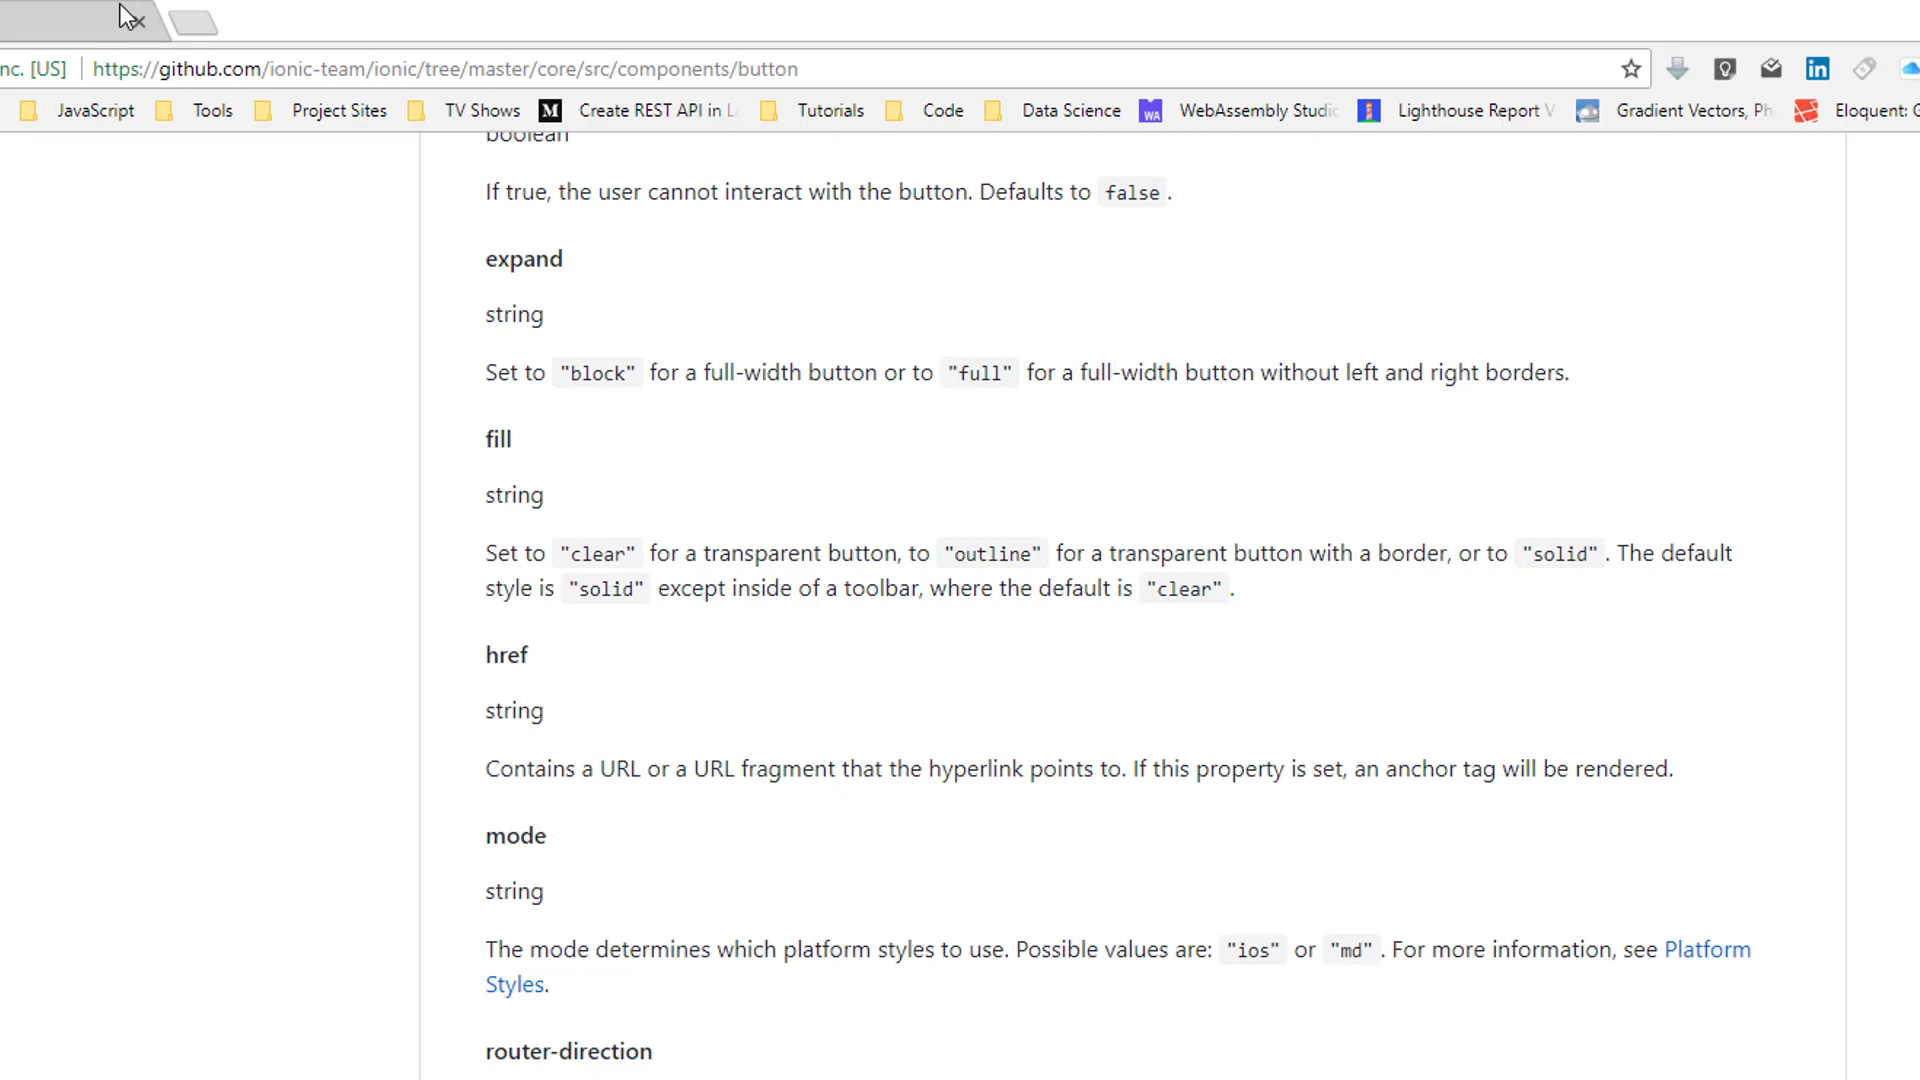 nc. [US] https://github.com/ionic-team/ionic/tree/master/core/src/components/button
JavaScript Tools Project Sites TV Shows M Create REST API in La Tutorials Code Data Science WA WebAssembly Studio Lighthouse Report V Gradient Vectors, Ph Eloquent: G
boolean
If true, the user cannot interact with the button. Defaults to false.
expand
string
Set to "block" for a full-width button or to "full" for a full-width button without left and right borders.
fill
string
Set to "clear" for a transparent button, to "outline" for a transparent button with a border, or to "solid". The default
style is "solid" except inside of a toolbar, where the default is "clear".
href
string
Contains a URL or a URL fragment that the hyperlink points to. If this property is set, an anchor tag will be rendered.
mode
string
The mode determines which platform styles to use. Possible values are: "ios" or "md". For more information, see Platform
Styles.
router-direction